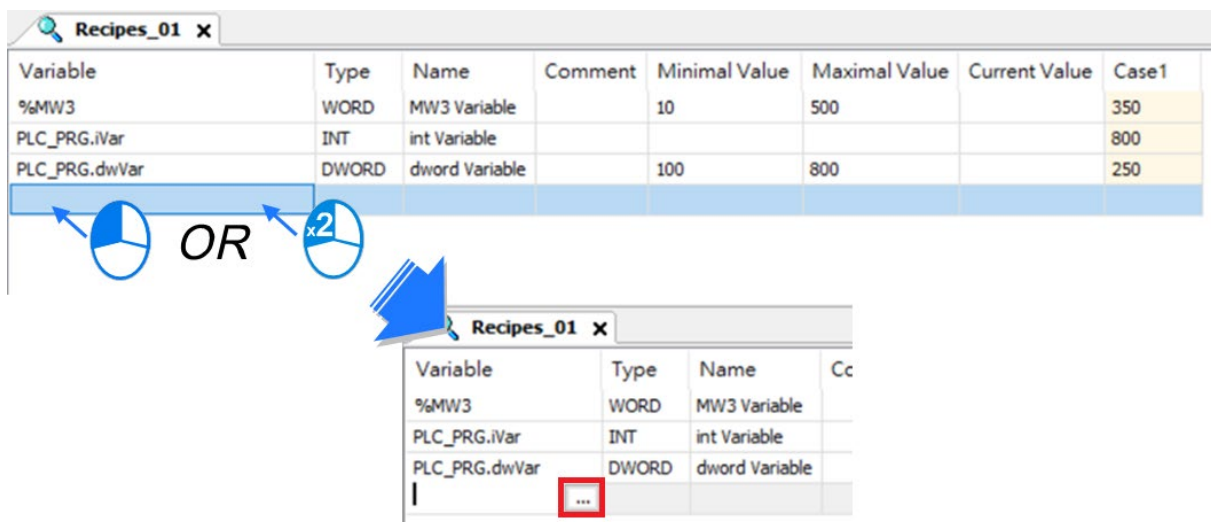 Recipes_01 x
Variable Type Name Comment Minimal Value Maximal Value Current Value Case1
%MW3 WORD MW3 Variable 10 500 350
PLC_PRG.iVar INT int Variable 800
PLC_PRG.dwVar DWORD dword Variable 100 800 250
OR x2
Recipes_01 x
Variable Type Name Co
%MW3 WORD MW3 Variable
PLC_PRG.iVar INT int Variable
PLC_PRG.dwVar DWORD dword Variable
...